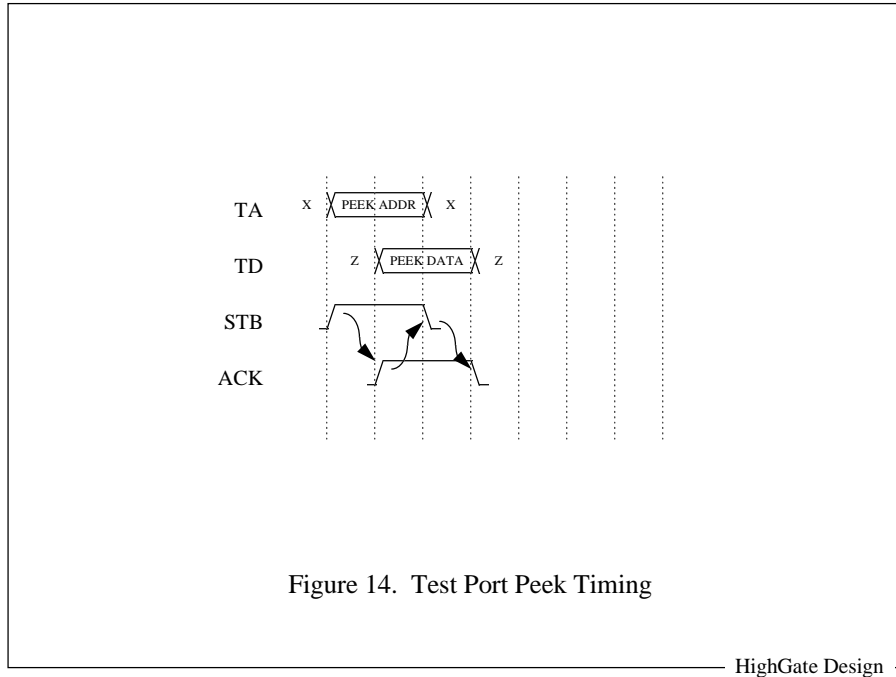 TA X PEEK ADDR X
TD Z PEEK DATA Z
STB
ACK
Figure 14. Test Port Peek Timing
HighGate Design